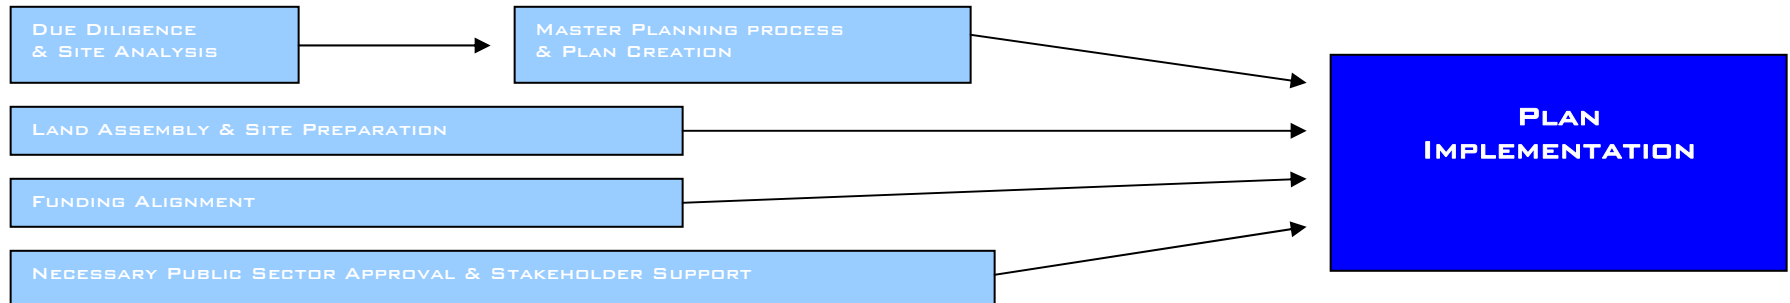 Due Diligence
& Site Analysis
Master Planning process
& Plan Creation
Land Assembly & Site Preparation
Funding Alignment
Necessary Public Sector Approval & Stakeholder Support
Plan
Implementation